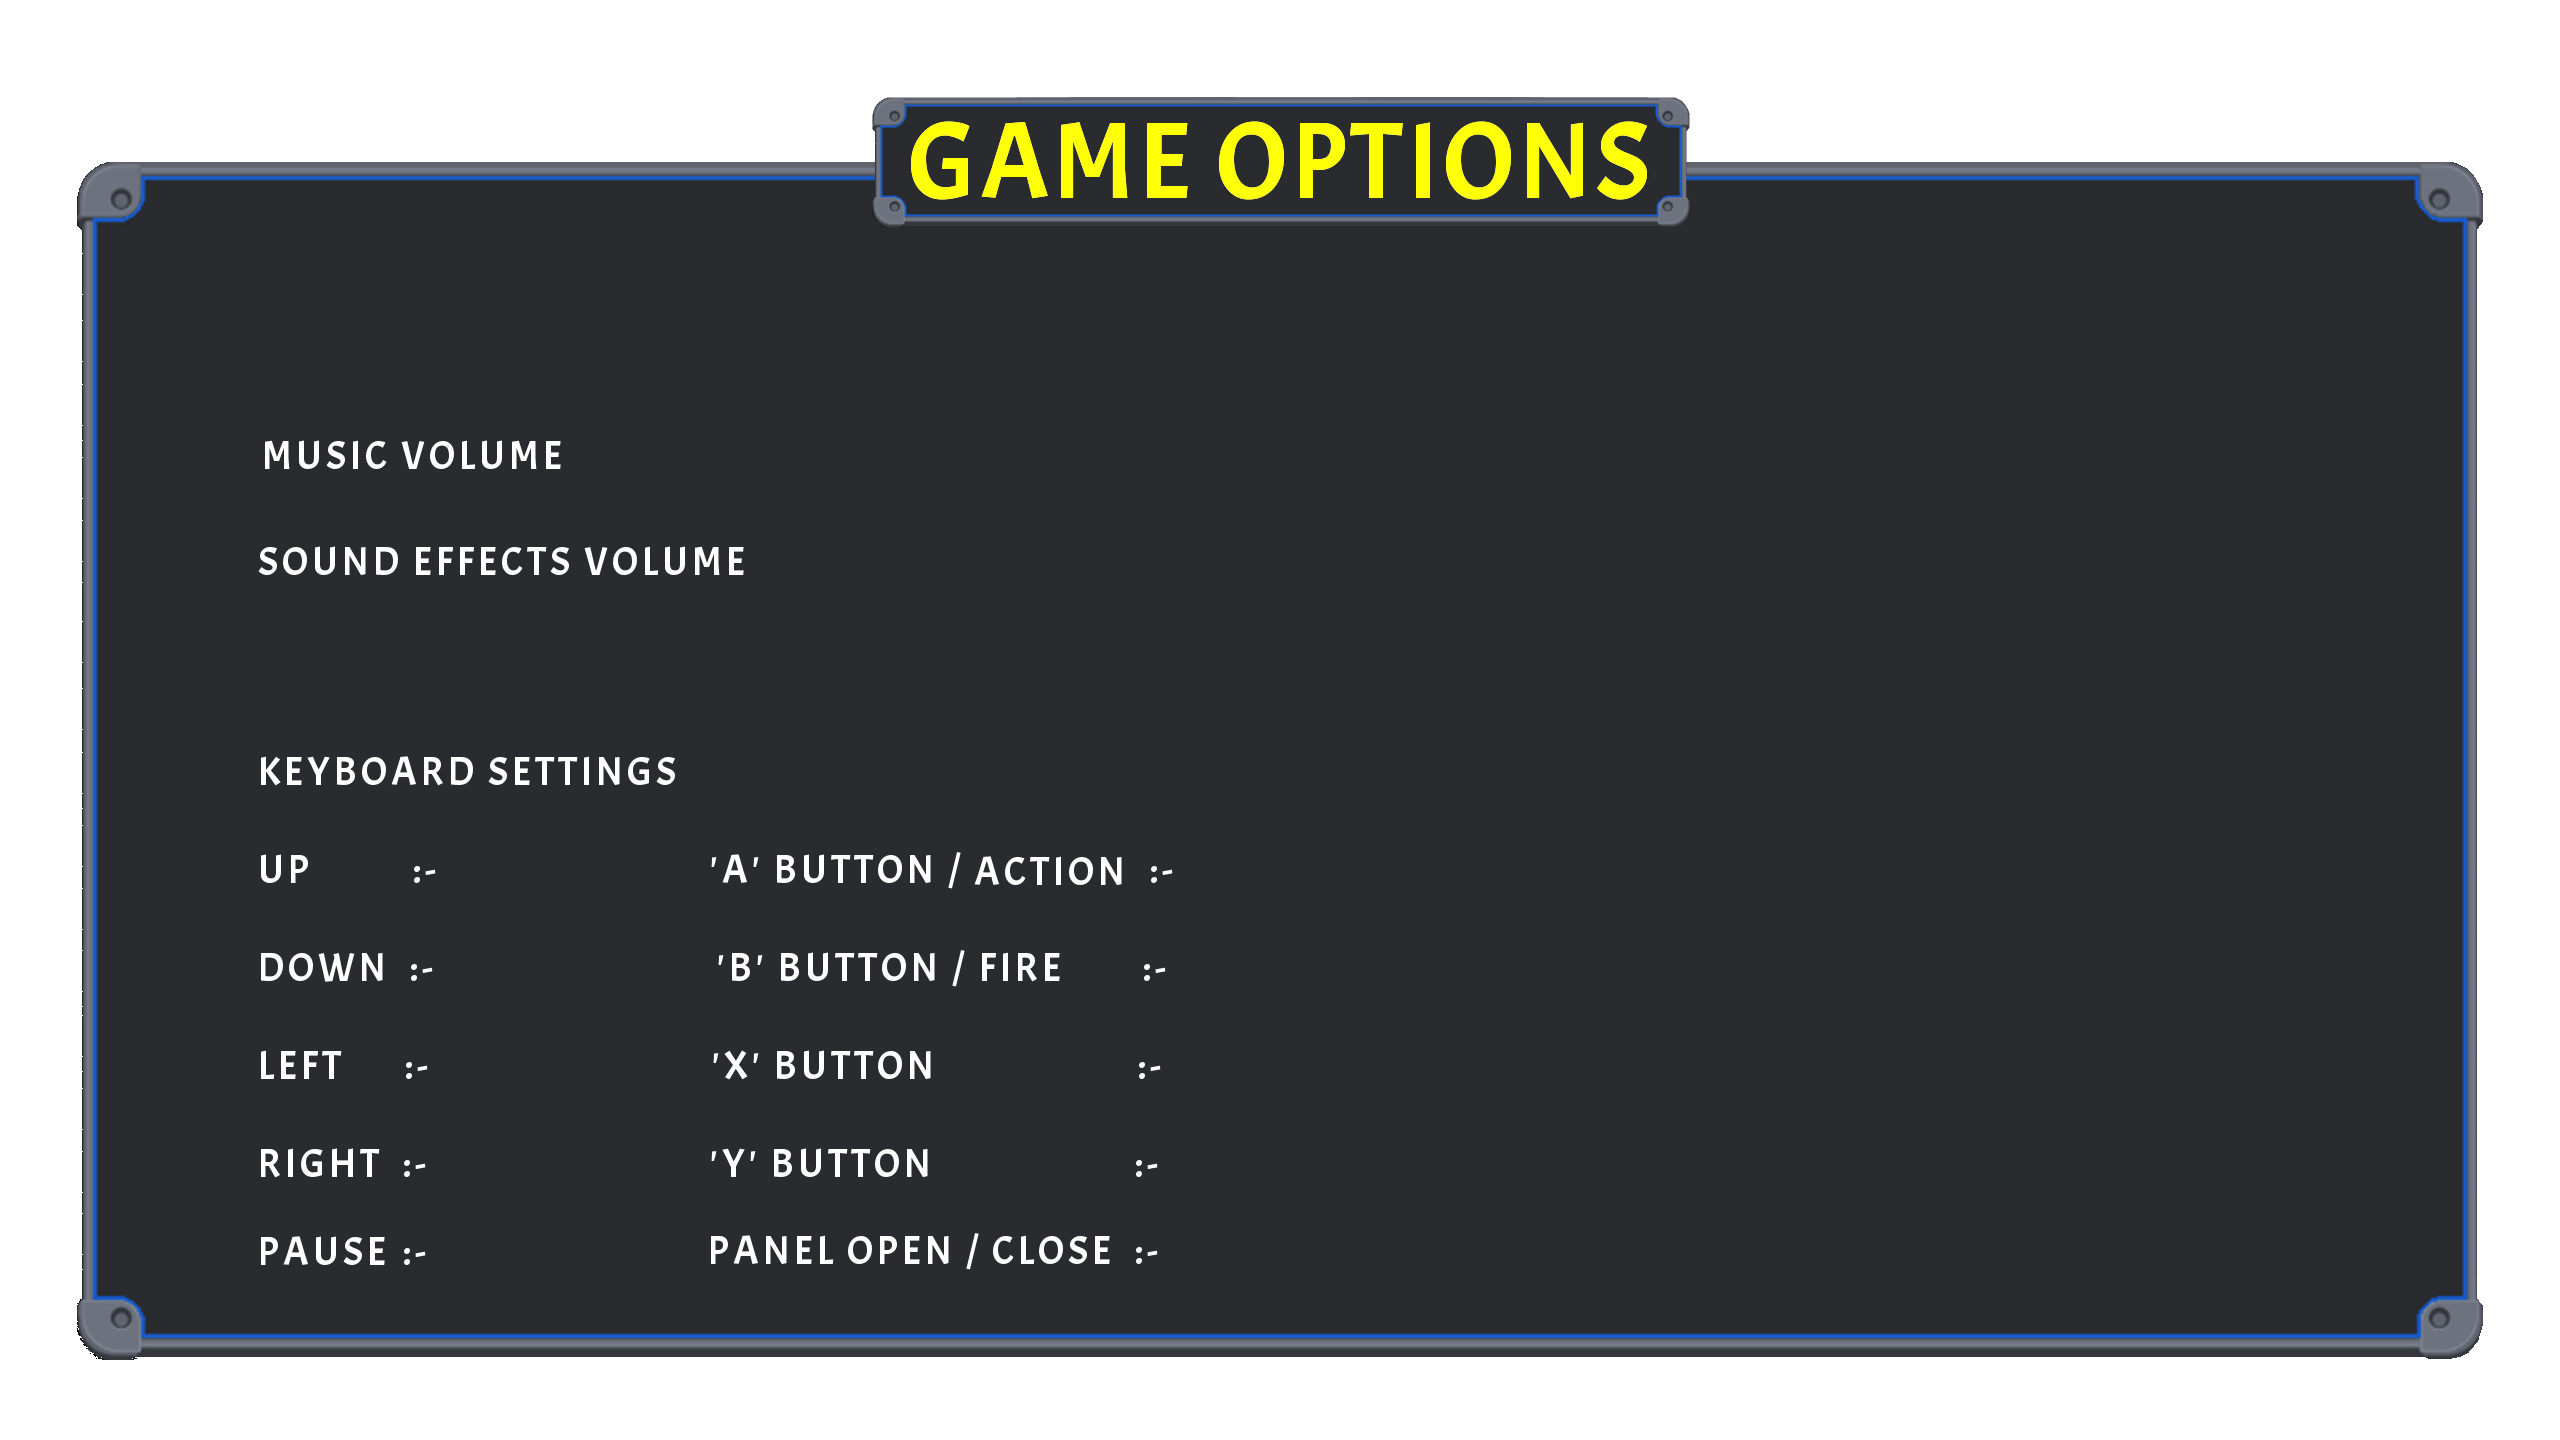 GAME OPTIONS
MUSIC VOLUME
SOUND EFFECTS VOLUME
KEYBOARD SETTINGS
UP :- 'A' BUTTON / ACTION :-
DOWN :- 'B' BUTTON / FIRE :-
LEFT :- 'X' BUTTON :-
RIGHT :- 'Y' BUTTON :-
PAUSE :- PANEL OPEN / CLOSE :-